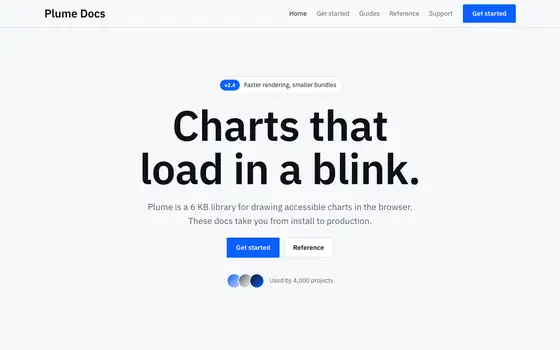 Plume Docs
Home Get started Guides Reference Support Get started
v2.4 Faster rendering, smaller bundles
Charts that
load in a blink.
Plume is a 6 KB library for drawing accessible charts in the browser.
These docs take you from install to production.
Get started Reference
Used by 4,000 projects